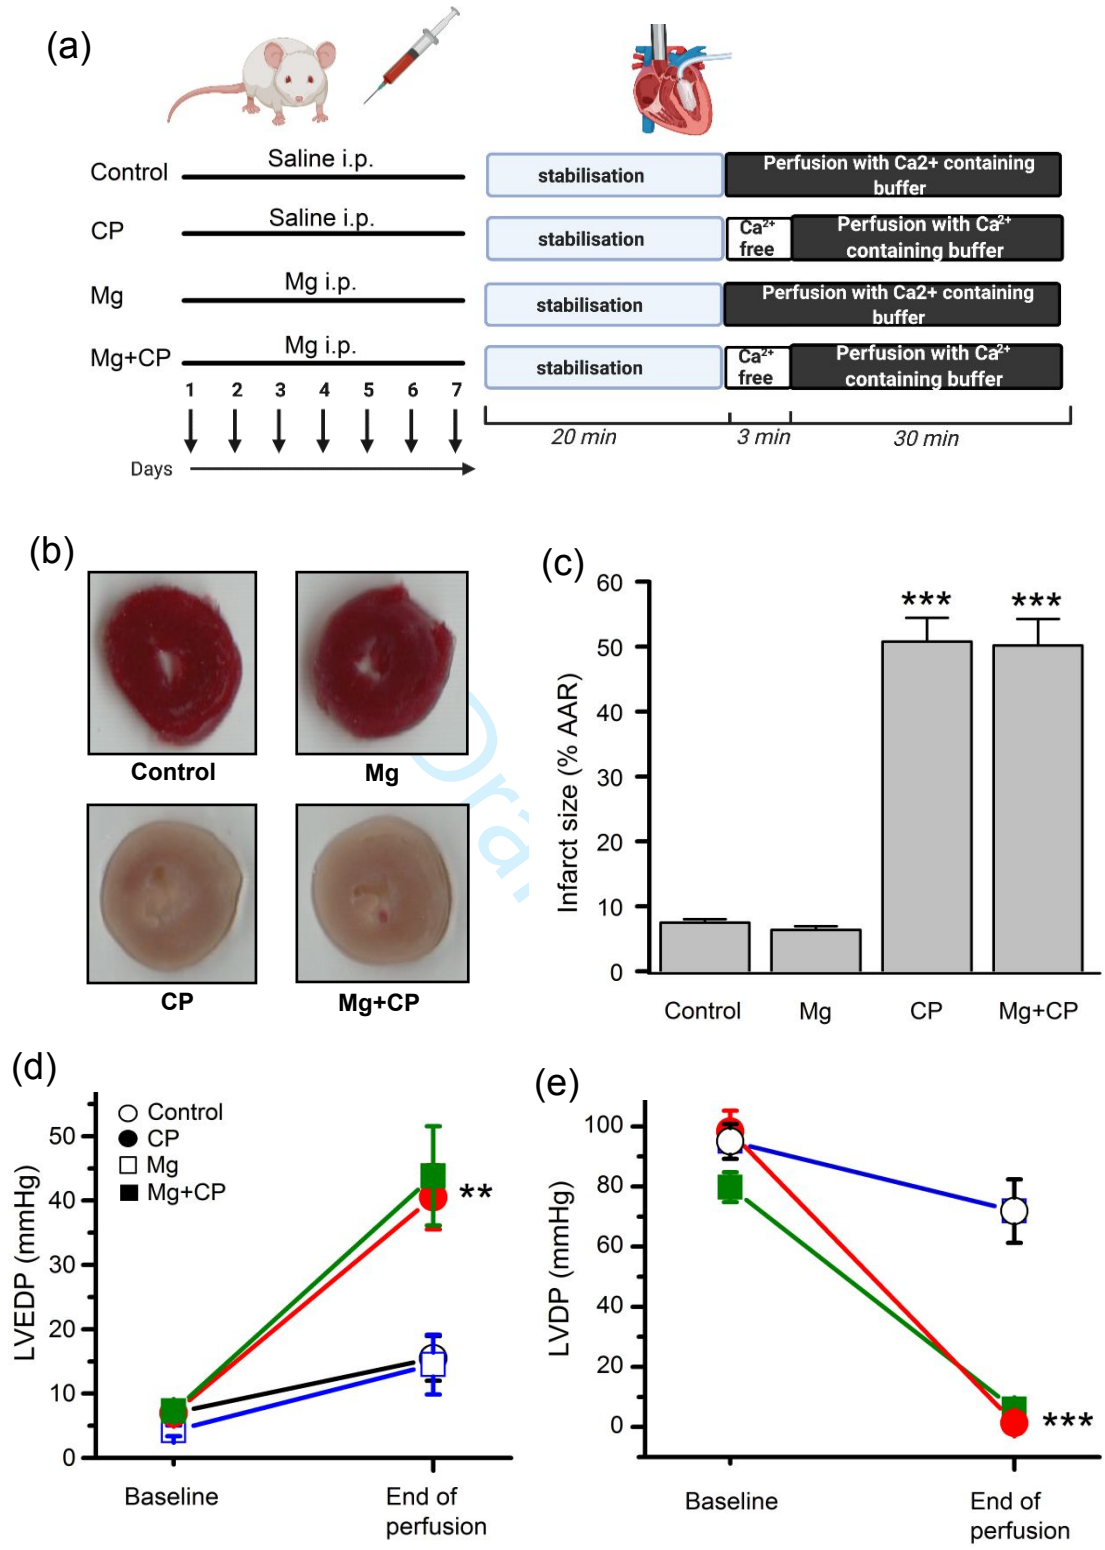 (a)
Control
Saline i.p.
stabilisation
Perfusion with Ca2+ containing
buffer
CP
Saline i.p.
stabilisation
Ca2+
free
Perfusion with Ca2+
containing buffer
Mg
Mg i.p.
stabilisation
Perfusion with Ca2+ containing
buffer
Mg+CP
Mg i.p.
stabilisation
Ca2+
free
Perfusion with Ca2+
containing buffer
1 2 3 4 5 6 7
Days
20 min 3 min 30 min
(b)
Control
Mg
CP
Mg+CP
(c)
Infarct size (% AAR)
60
50
40
30
20
10
0
***
***
Control Mg CP Mg+CP
(d)
LVEDP (mmHg)
50
40
30
20
10
0
Control
CP
Mg
Mg+CP
**
Baseline
End of
perfusion
(e)
LVDP (mmHg)
100
80
60
40
20
0
***
Baseline
End of
perfusion